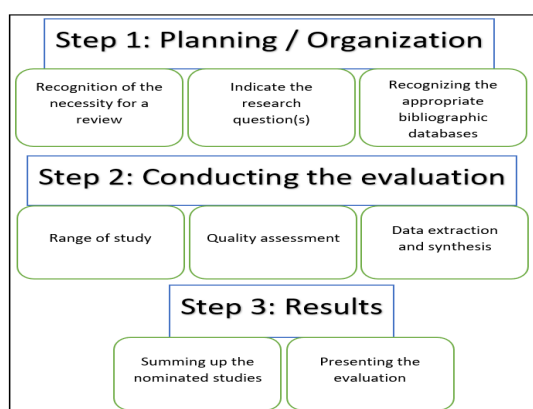 Step 1: Planning / Organization
Recognition of the
necessity for a
review
Indicate the
research
question(s)
Recognizing the
appropriate
bibliographic
databases
Step 2: Conducting the evaluation
Range of study
Quality assessment
Data extraction
and synthesis
Step 3: Results
Summing up the
nominated studies
Presenting the
evaluation